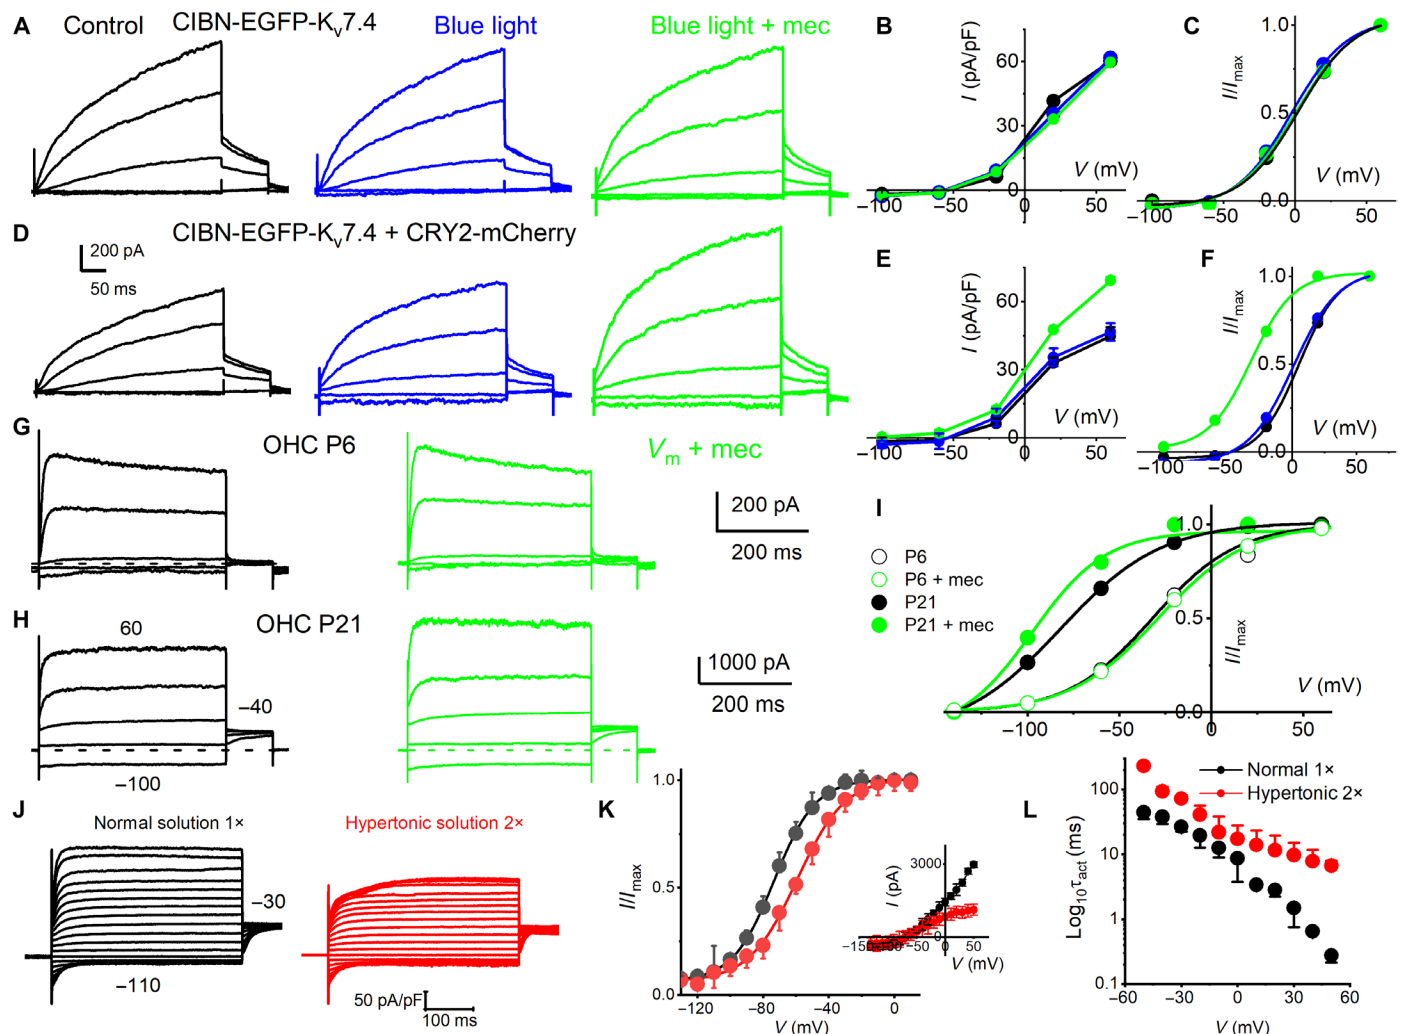 A
Control
CIBN-EGFP-Kv7.4
Blue light
Blue light + mec
B
I (pA/pF)
60
30
0
−100
−50
50
V (mV)
C
I/Imax
1.0
0.5
0.0
−100
−50
0
50
V (mV)
D
CIBN-EGFP-Kv7.4 + CRY2-mCherry
200 pA
50 ms
E
I (pA/pF)
60
30
0
−100
−50
50
V (mV)
F
I/Imax
1.0
0.5
0.0
−100
−50
0
50
V (mV)
G
OHC P6
Vm + mec
200 pA
200 ms
H
OHC P21
60
−40
−100
1000 pA
200 ms
I
P6
P6 + mec
P21
P21 + mec
1.0
0.5
0.0
I/Imax
V (mV)
−100
−50
0
50
J
Normal solution 1×
Hypertonic solution 2×
−30
−110
50 pA/pF
100 ms
K
I/Imax
1.0
0.5
0.0
−120
−80
−40
0
V (mV)
I (pA)
3000
0
−150
−100
−50
0
50
V (mV)
L
Normal 1×
Hypertonic 2×
Log10τact (ms)
100
10
1
0.1
−60
−30
0
30
60
V (mV)